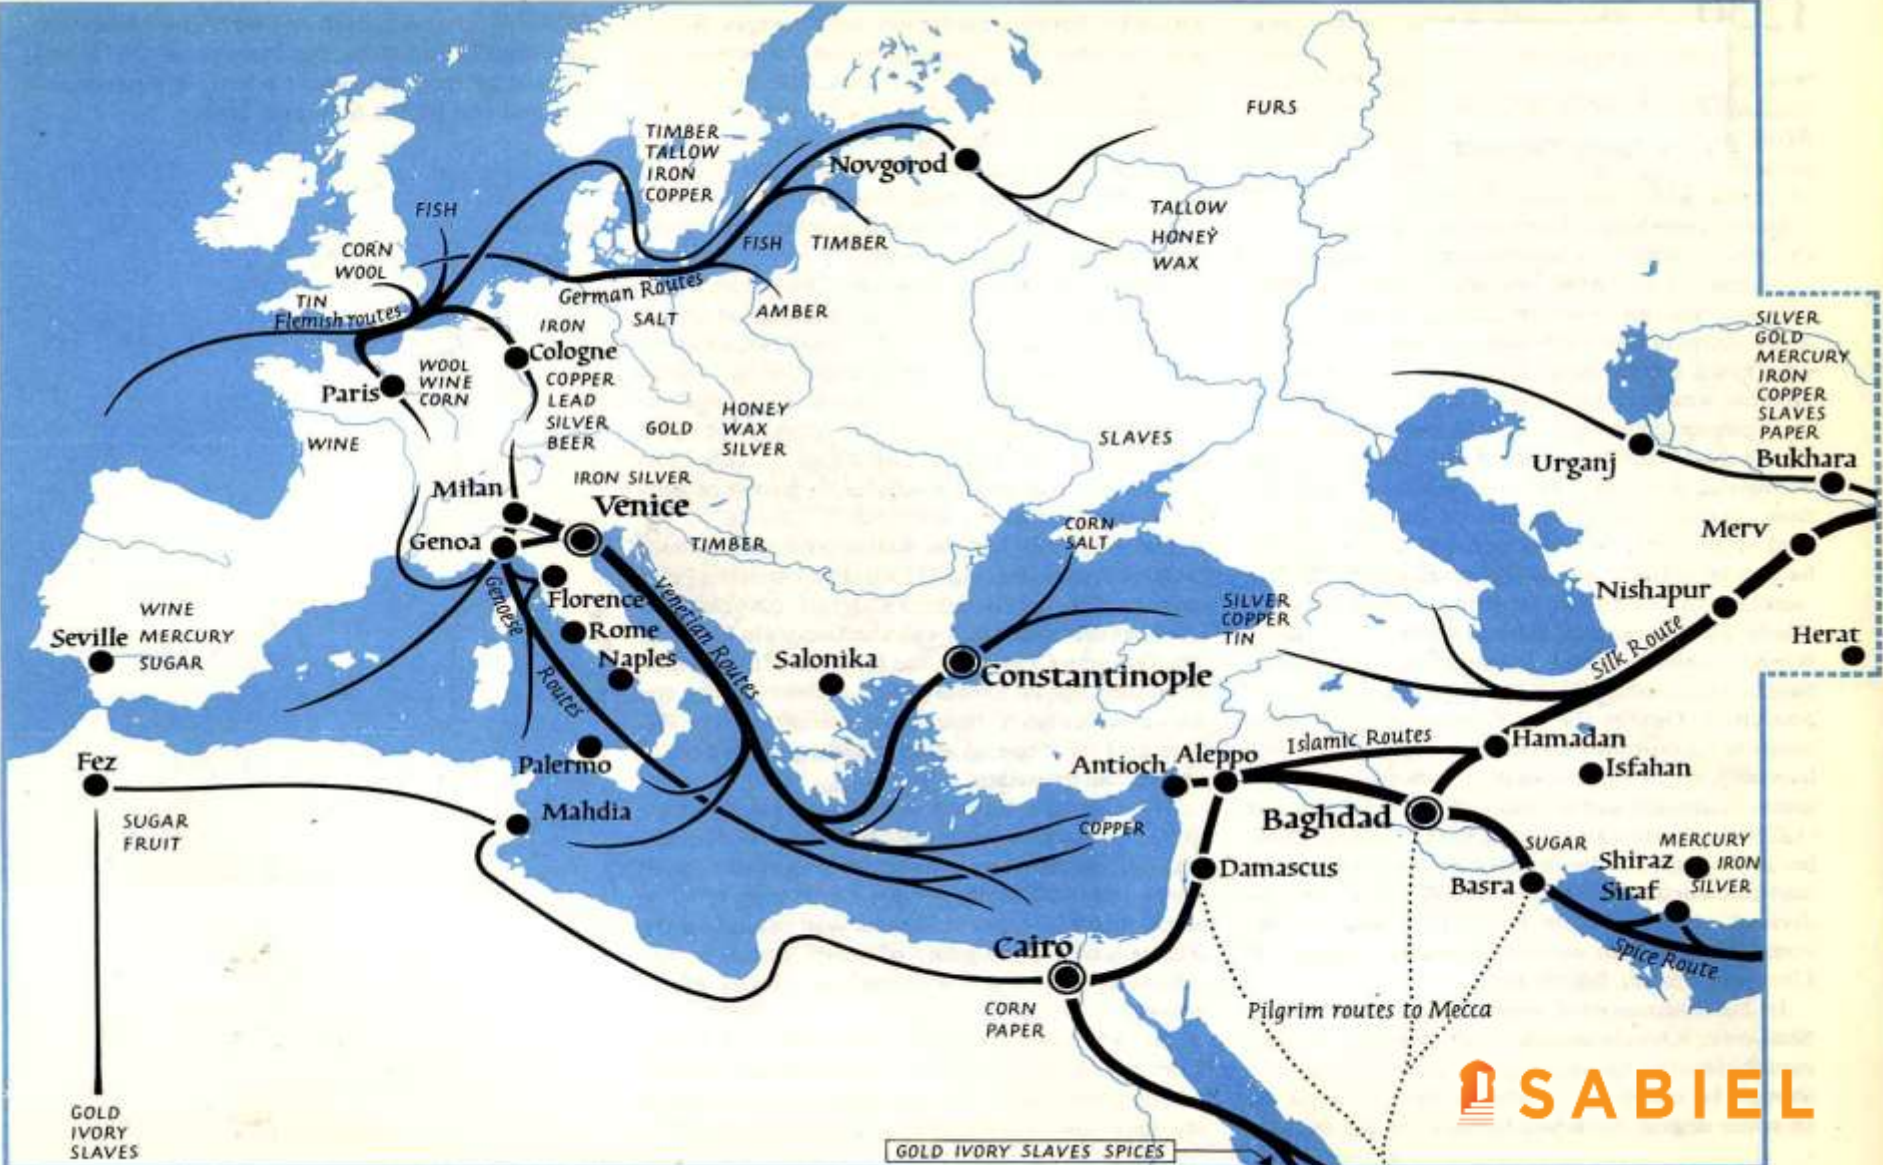 FURS
TIMBER
TALLOW
IRON
COPPER
Novgorod
FISH
TALLOW
HONEY
WAX
CORN
WOOL
FISH
TIMBER
TIN
Flemish routes
German Routes
SALT
AMBER
IRON
Cologne
COPPER
LEAD
SILVER
BEER
WOOL
WINE
CORN
Paris
WINE
GOLD
HONEY
WAX
SILVER
SLAVES
SILVER
GOLD
MERCURY
IRON
COPPER
SLAVES
PAPER
Bukhara
Urganj
Merv
Nishapur
Herat
Silk Route
IRON SILVER
Milan
Venice
Genoa
TIMBER
CORN
SALT
Florence
Rome
Naples
Genoese
Routes
Venetian Routes
WINE
MERCURY
SUGAR
Seville
Salonika
Constantinople
SILVER
COPPER
TIN
Fez
Palermo
Mahdia
SUGAR
FRUIT
Antioch
Aleppo
Islamic Routes
Hamadan
Isfahan
COPPER
Baghdad
Damascus
SUGAR
MERCURY
Shiraz
IRON
Siraf
SILVER
Basra
Spice Route
Cairo
CORN
PAPER
Pilgrim routes to Mecca
GOLD
IVORY
SLAVES
GOLD IVORY SLAVES SPICES
SABIEL